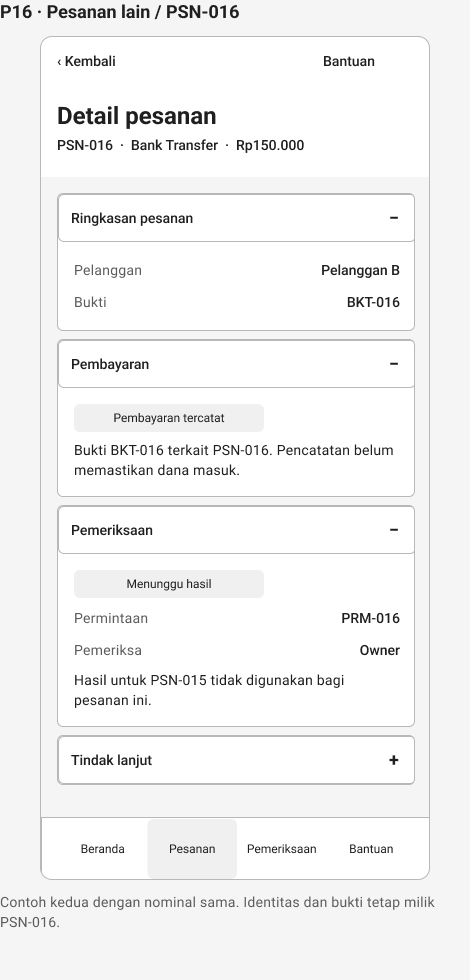 P16 · Pesanan lain / PSN-016
‹ Kembali
Bantuan
Detail pesanan
PSN-016 · Bank Transfer · Rp150.000
Ringkasan pesanan −
Pelanggan Pelanggan B
Bukti BKT-016
Pembayaran −
Pembayaran tercatat
Bukti BKT-016 terkait PSN-016. Pencatatan belum
memastikan dana masuk.
Pemeriksaan −
Menunggu hasil
Permintaan PRM-016
Pemeriksa Owner
Hasil untuk PSN-015 tidak digunakan bagi
pesanan ini.
Tindak lanjut +
Beranda Pesanan Pemeriksaan Bantuan
Contoh kedua dengan nominal sama. Identitas dan bukti tetap milik
PSN-016.